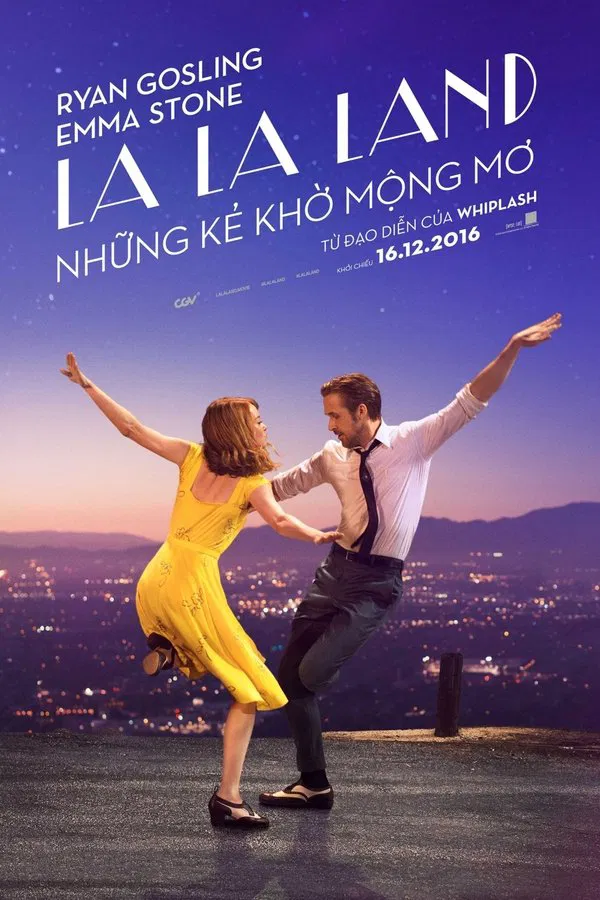 RYAN GOSLING
EMMA STONE
LA LA LAND
NHỮNG KẺ KHỜ MỘNG MƠ
TỪ ĐẠO DIỄN CỦA WHIPLASH
KHỞI CHIẾU 16.12.2016
CGV